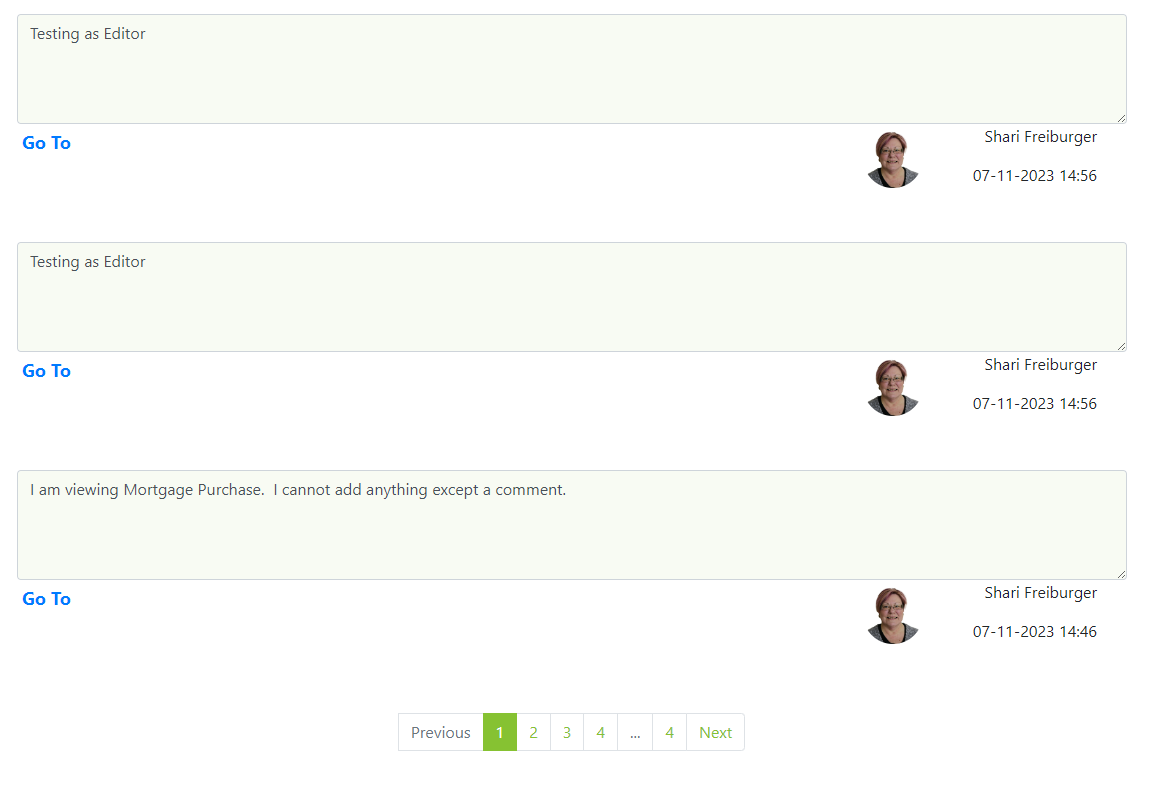 Testing as Editor
Go To
Shari Freiburger
07-11-2023 14:56
Testing as Editor
Go To
Shari Freiburger
07-11-2023 14:56
I am viewing Mortgage Purchase.  I cannot add anything except a comment.
Go To
Shari Freiburger
07-11-2023 14:46
Previous 1 2 3 4 ... 4 Next